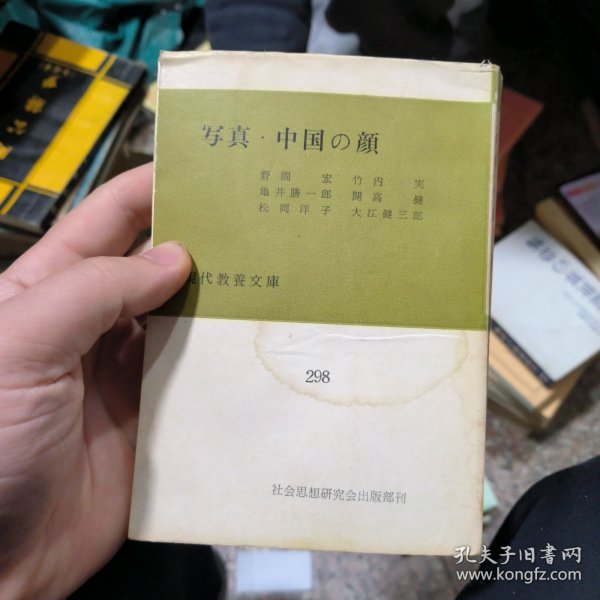 写真・中国の顔
野間 宏 竹内 実
亀井勝一郎 開高 健
松岡洋子 大江健三郎
現代教養文庫
298
社会思想研究会出版部刊
孔夫子旧书网
www.kongfz.com